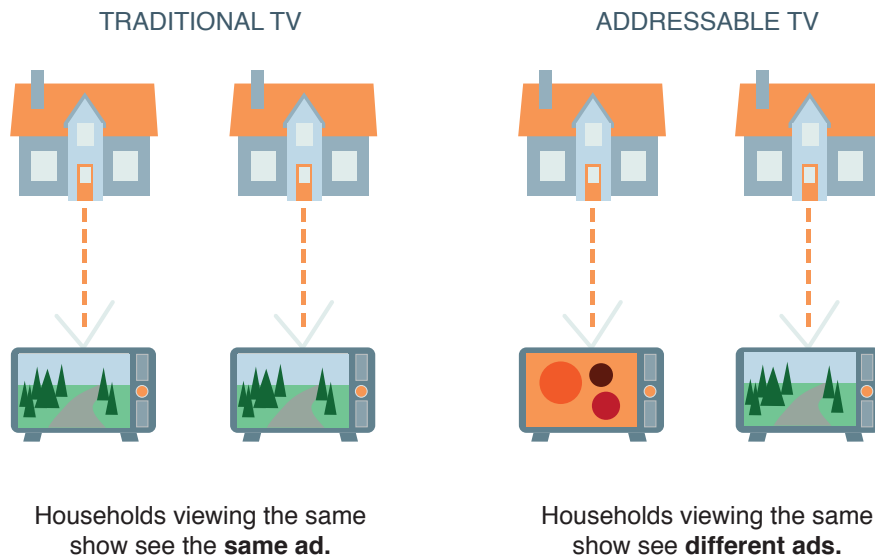 TRADITIONAL TV
ADDRESSABLE TV
Households viewing the same
show see the same ad.
Households viewing the same
show see different ads.